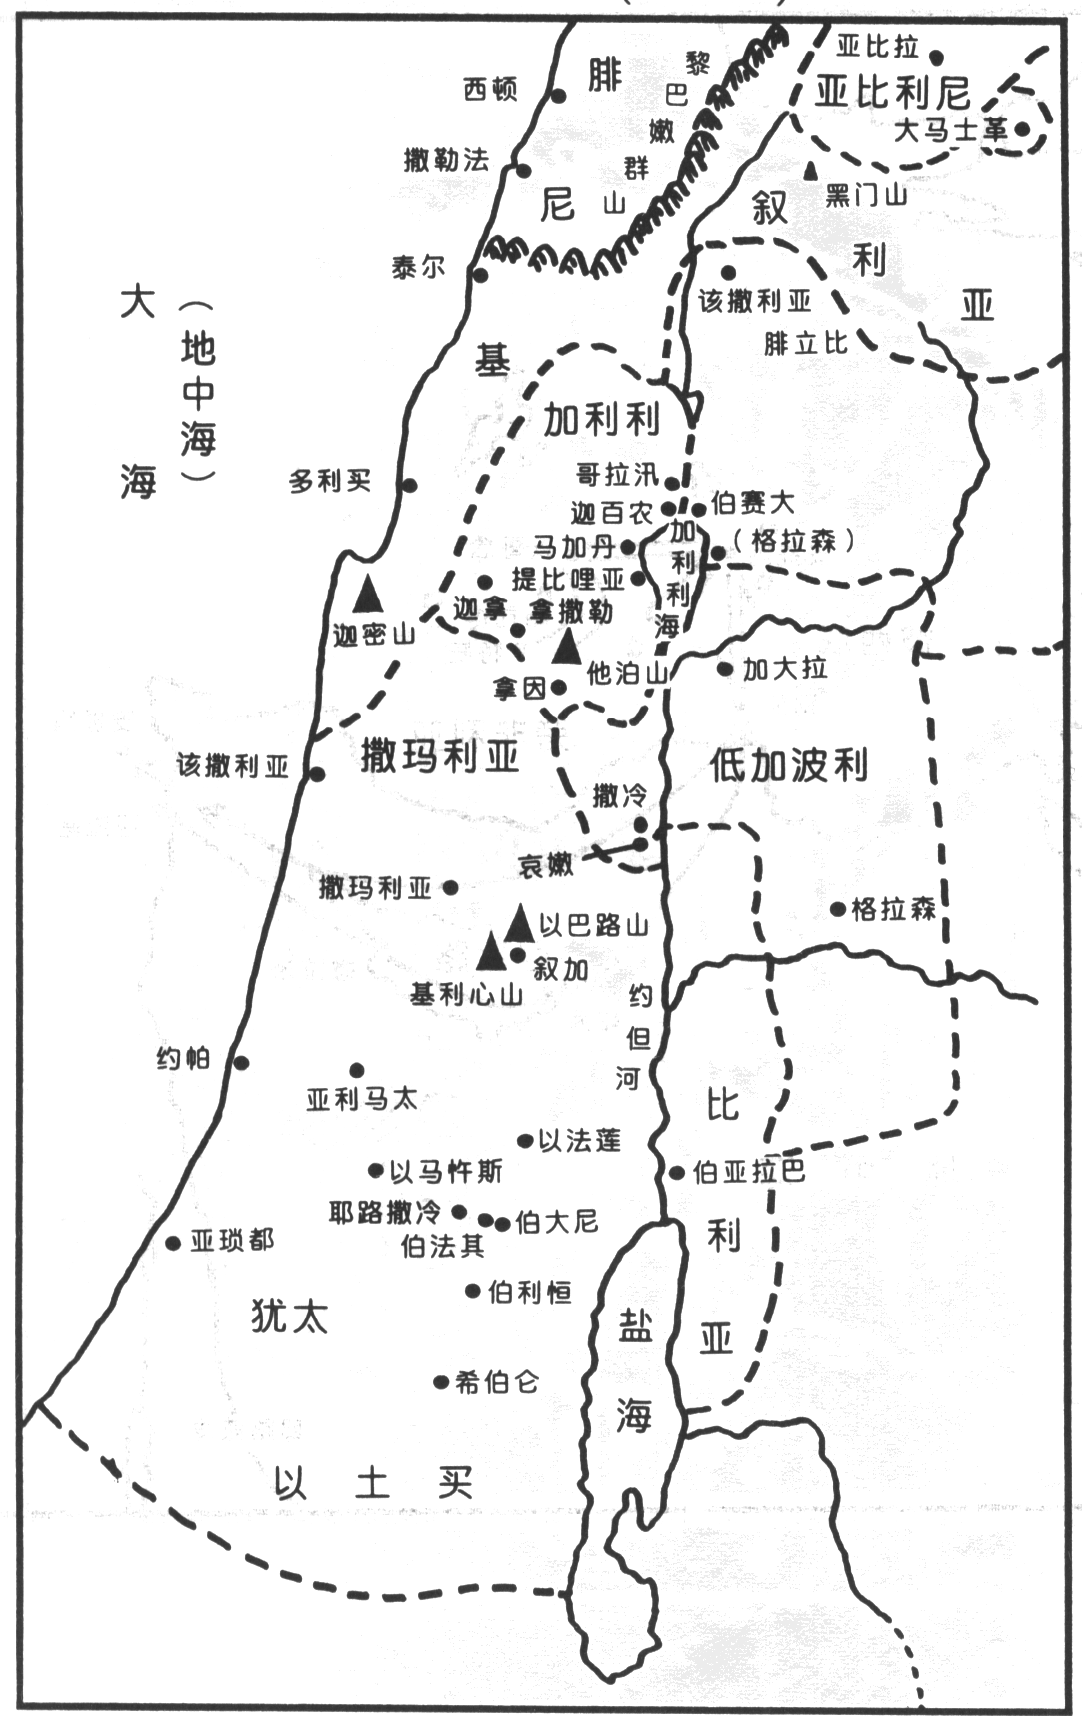 亚比拉
西顿
腓尼基
黎巴嫩群山
亚比利尼
大马士革
撒勒法
黑门山
叙利亚
泰尔
该撒利亚
腓立比
大海
（地中海）
加利利
多利买
哥拉汛
迦百农
伯赛大
马加丹
（格拉森）
加利利海
提比哩亚
迦拿
拿撒勒
迦密山
他泊山
加大拉
拿因
撒玛利亚
该撒利亚
低加波利
撒冷
哀嫩
撒玛利亚
格拉森
以巴路山
叙加
基利心山
约但河
约帕
亚利马太
比利亚
以法莲
以马忤斯
伯亚拉巴
耶路撒冷
伯大尼
伯法其
亚琐都
伯利恒
犹太
盐海
希伯仑
以土买